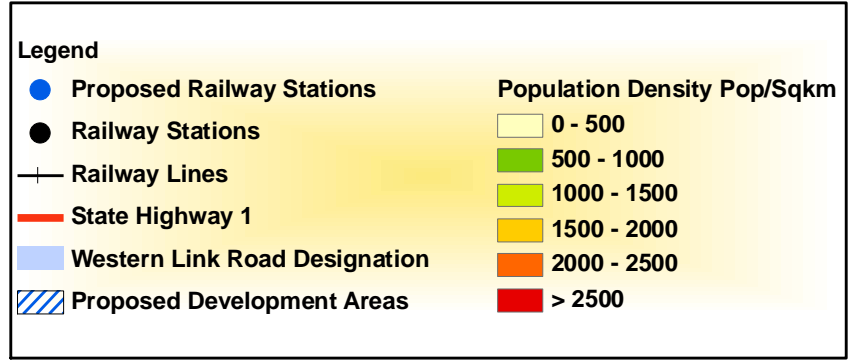 Legend
Proposed Railway Stations
Railway Stations
Railway Lines
State Highway 1
Western Link Road Designation
Proposed Development Areas
Population Density Pop/Sqkm
0 - 500
500 - 1000
1000 - 1500
1500 - 2000
2000 - 2500
> 2500